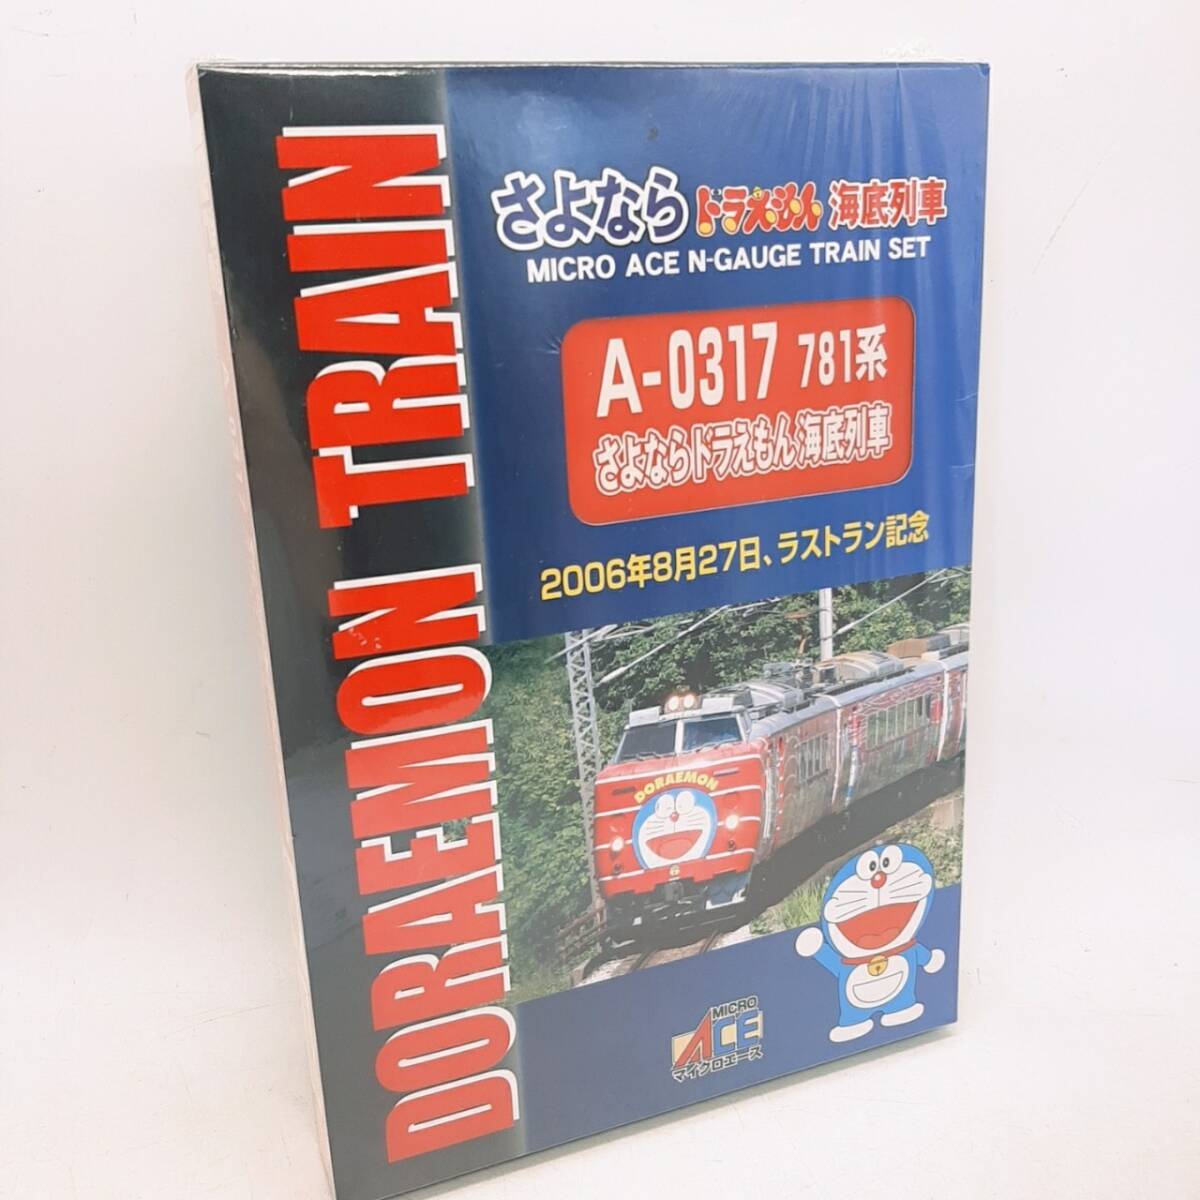 DORAEMON TRAIN
さよなら ドラえもん 海底列車
MICRO ACE N-GAUGE TRAIN SET
A-0317 781系
さよならドラえもん海底列車
2006年8月27日、ラストラン記念
DORAEMON
MICRO
ACE
マイクロエース